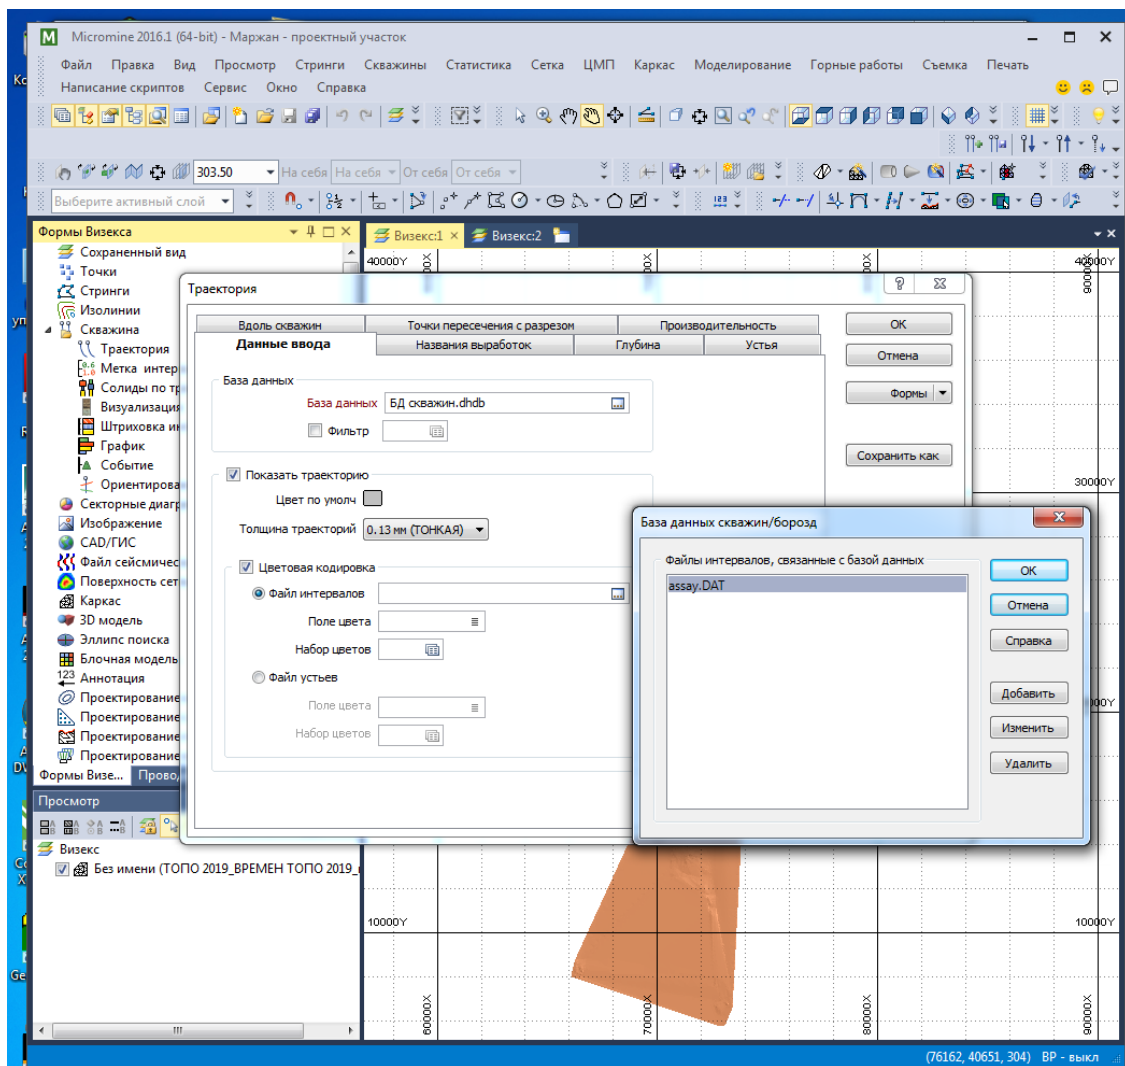 Micromine 2016.1 (64-bit) - Маржан - проектный участок
Файл Правка Вид Просмотр Стринги Скважины Статистика Сетка ЦМП Каркас Моделирование Горные работы Съемка Печать
Написание скриптов Сервис Окно Справка
303.50 На себя На себя От себя От себя
Выберите активный слой
Формы Визекса
Визекс:1 Визекс:2
Сохраненный вид
Точки
Стринги
Изолинии
Скважина
Траектория
Метка интер
Солиды по тр
Визуализация
Штриховка ин
График
Событие
Ориентирова
Секторные диагр
Изображение
CAD/ГИС
Файл сейсмичес
Поверхность сет
Каркас
3D модель
Эллипс поиска
Блочная модель
123 Аннотация
Проектирование
Проектирование
Проектирование
Проектирование
Формы Визе... Прово
Просмотр
Визекс
Без имени (ТОПО 2019_ВРЕМЕН ТОПО 2019_
Траектория
Вдоль скважин Точки пересечения с разрезом Производительность
Данные ввода Названия выработок Глубина Устья
База данных
База данных БД скважин.dhdb
Фильтр
Показать траекторию
Цвет по умолч
Толщина траекторий 0.13 мм (ТОНКАЯ)
Цветовая кодировка
Файл интервалов
Поле цвета
Набор цветов
Файл устьев
Поле цвета
Набор цветов
ОК
Отмена
Формы
Сохранить как
База данных скважин/борозд
Файлы интервалов, связанные с базой данных
assay.DAT
ОК
Отмена
Справка
Добавить
Изменить
Удалить
40000Y 40000Y
90000X
30000Y
10000Y 10000Y
60000X 70000X 80000X 90000X
(76162, 40651, 304) ВР - выкл